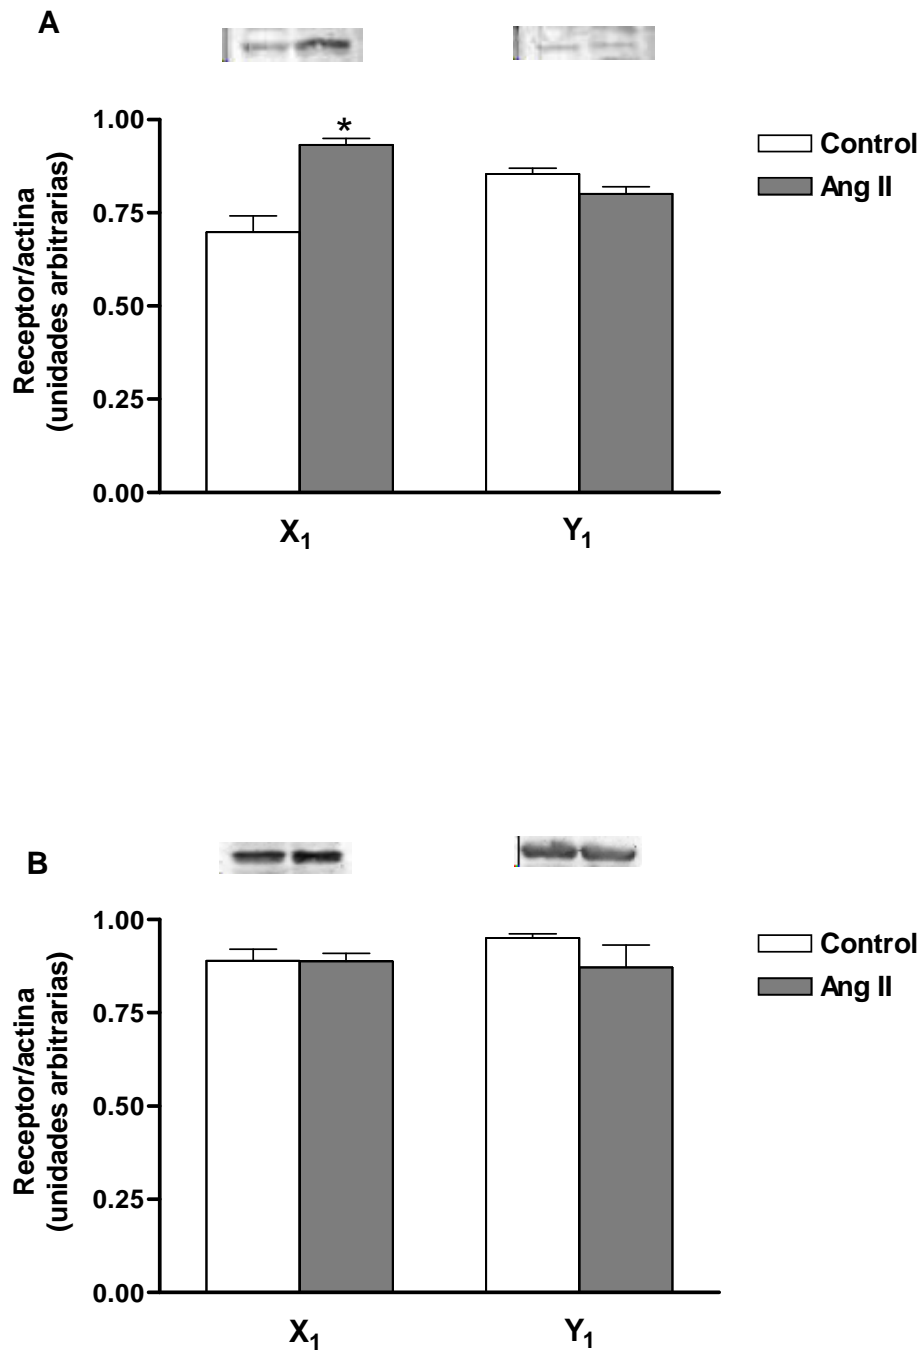 A
*
1.00
0.75
0.50
0.25
0.00
Receptor/actina
(unidades arbitrarias)
X₁
Y₁
Control
Ang II
B
1.00
0.75
0.50
0.25
0.00
Receptor/actina
(unidades arbitrarias)
X₁
Y₁
Control
Ang II